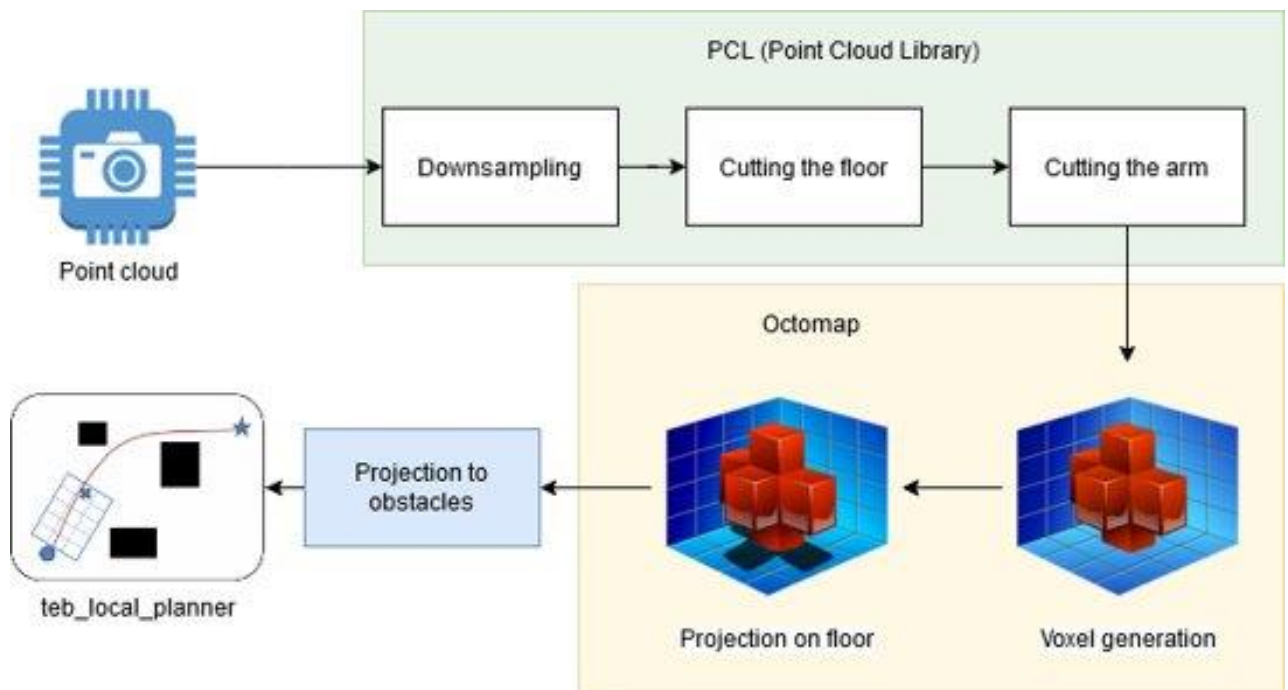 PCL (Point Cloud Library)
Downsampling
Cutting the floor
Cutting the arm
Point cloud
Octomap
Projection to
obstacles
teb_local_planner
Projection on floor
Voxel generation